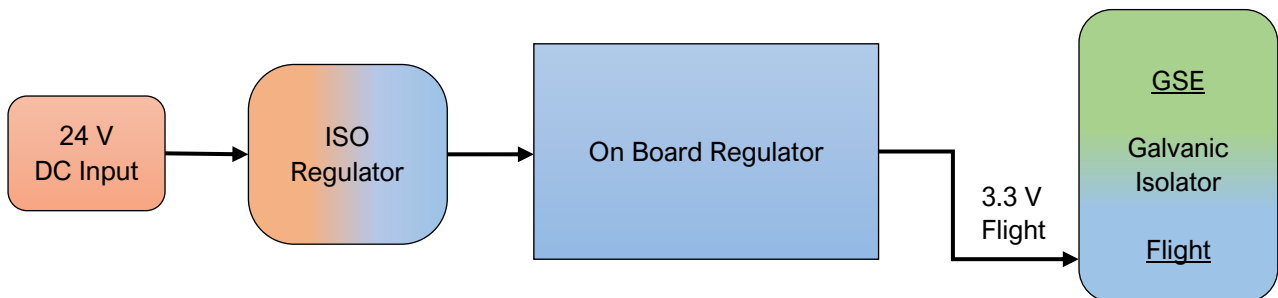 24 V
DC Input
ISO
Regulator
On Board Regulator
3.3 V
Flight
GSE
Galvanic
Isolator
Flight